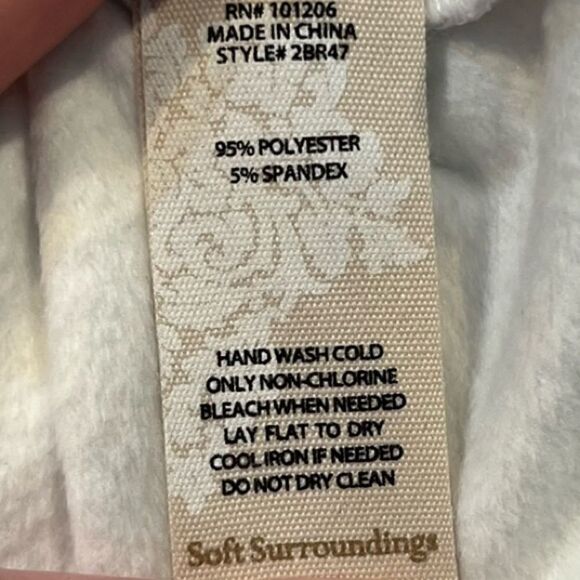 RN# 101206
MADE IN CHINA
STYLE# 2BR47
95% POLYESTER
5% SPANDEX
HAND WASH COLD
ONLY NON-CHLORINE
BLEACH WHEN NEEDED
LAY FLAT TO DRY
COOL IRON IF NEEDED
DO NOT DRY CLEAN
Soft Surroundings